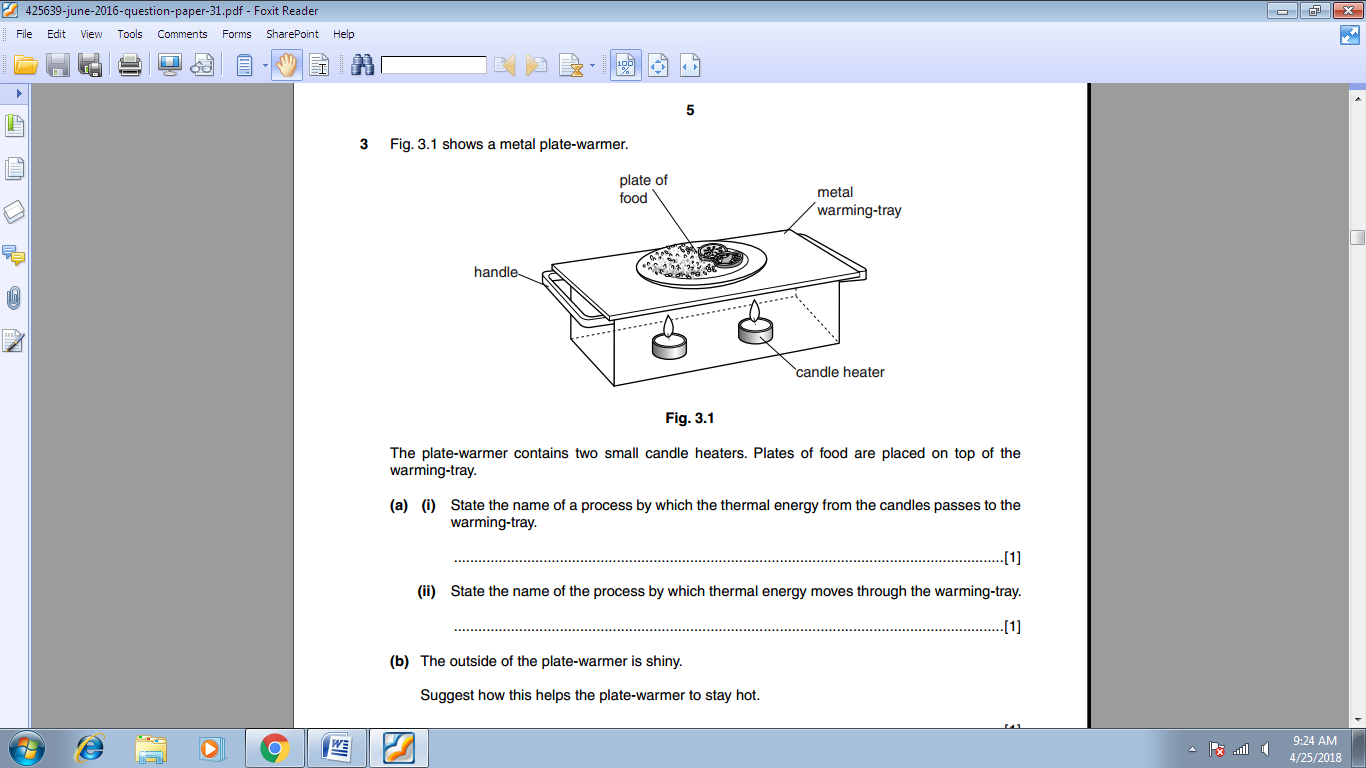 425639-june-2016-question-paper-31.pdf - Foxit Reader
File Edit View Tools Comments Forms SharePoint Help
100 %
5
3 Fig. 3.1 shows a metal plate-warmer.
plate of
food
metal
warming-tray
handle
candle heater
Fig. 3.1
The plate-warmer contains two small candle heaters. Plates of food are placed on top of the
warming-tray.
(a) (i) State the name of a process by which the thermal energy from the candles passes to the
warming-tray.
[1]
(ii) State the name of the process by which thermal energy moves through the warming-tray.
[1]
(b) The outside of the plate-warmer is shiny.
Suggest how this helps the plate-warmer to stay hot.
9:24 AM
4/25/2018